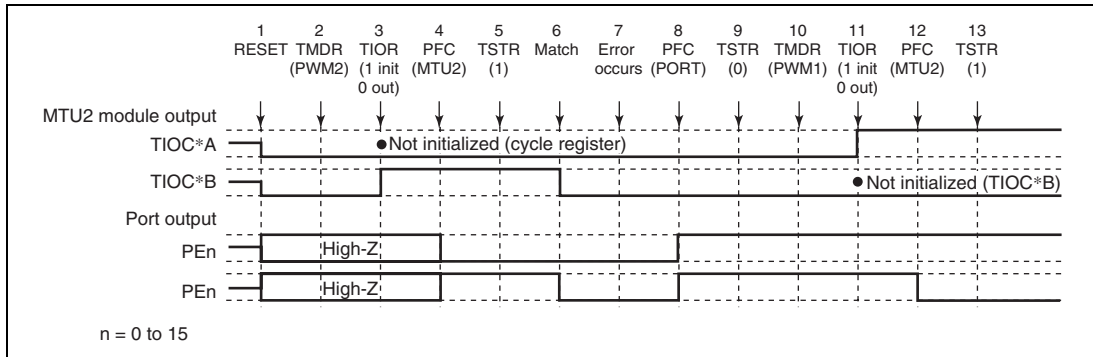 1 2 3 4 5 6 7 8 9 10 11 12 13
RESET TMDR TIOR PFC TSTR Match Error PFC TSTR TMDR TIOR PFC TSTR
(PWM2) (1 init (MTU2) (1) occurs (PORT) (0) (PWM1) (1 init (MTU2) (1)
0 out) 0 out)
MTU2 module output
TIOC*A ●Not initialized (cycle register)
TIOC*B ● Not initialized (TIOC*B)
Port output
PEn High-Z
PEn High-Z
n = 0 to 15